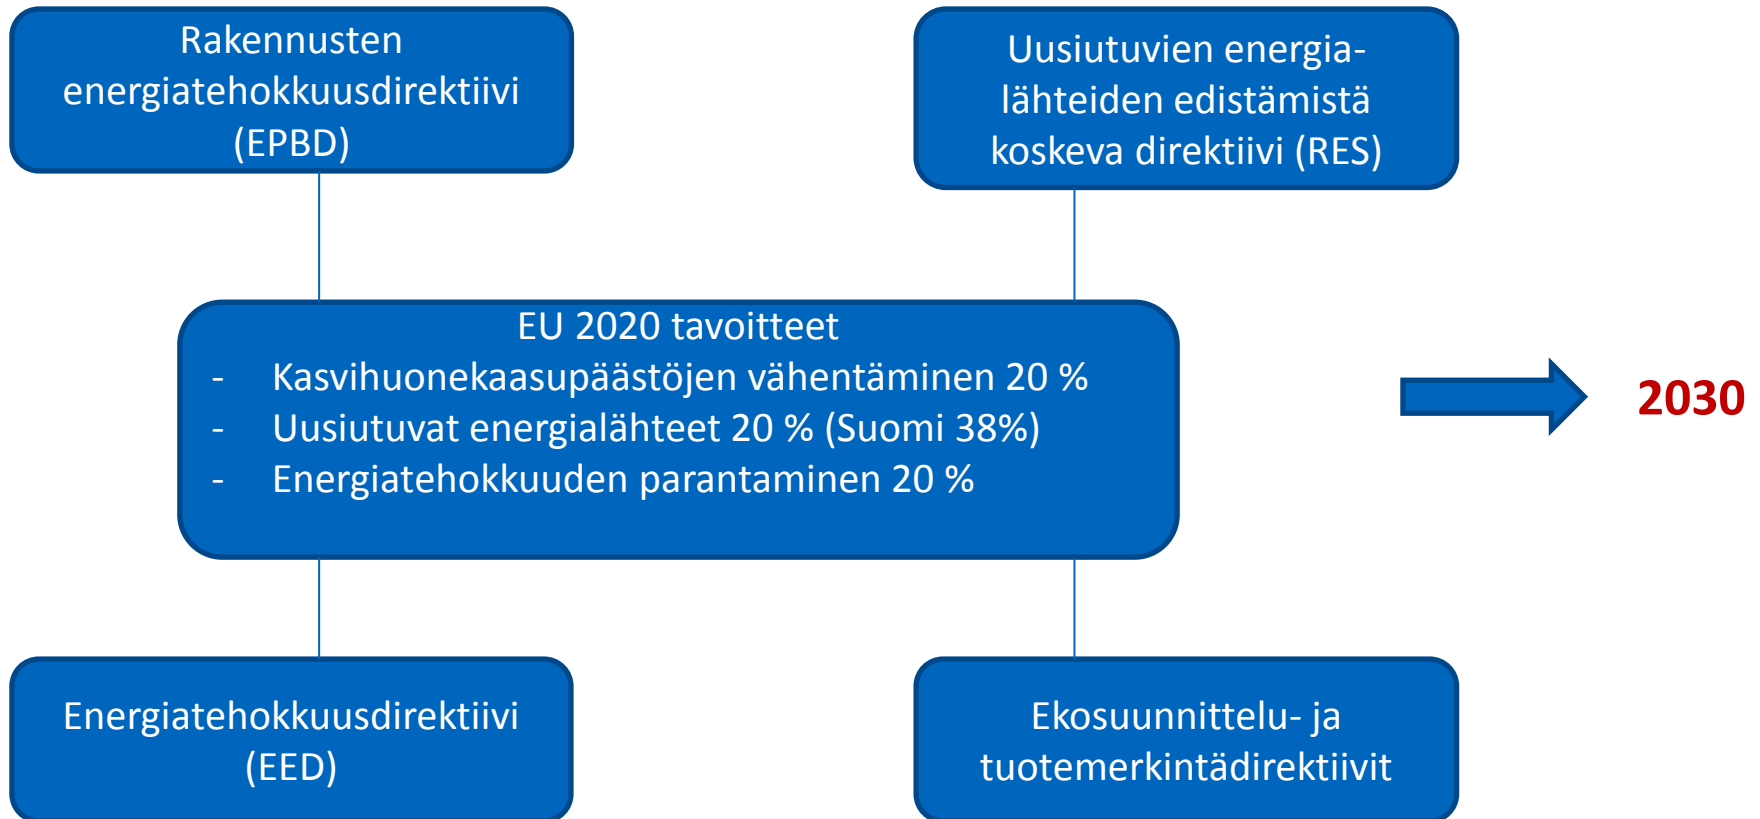 Rakennusten
energiatehokkuusdirektiivi
(EPBD)
Uusiutuvien energia-
lähteiden edistämistä
koskeva direktiivi (RES)
EU 2020 tavoitteet
- Kasvihuonekaasupäästöjen vähentäminen 20 %
- Uusiutuvat energialähteet 20 % (Suomi 38%)
- Energiatehokkuuden parantaminen 20 %
2030
Energiatehokkuusdirektiivi
(EED)
Ekosuunnittelu- ja
tuotemerkintädirektiivit